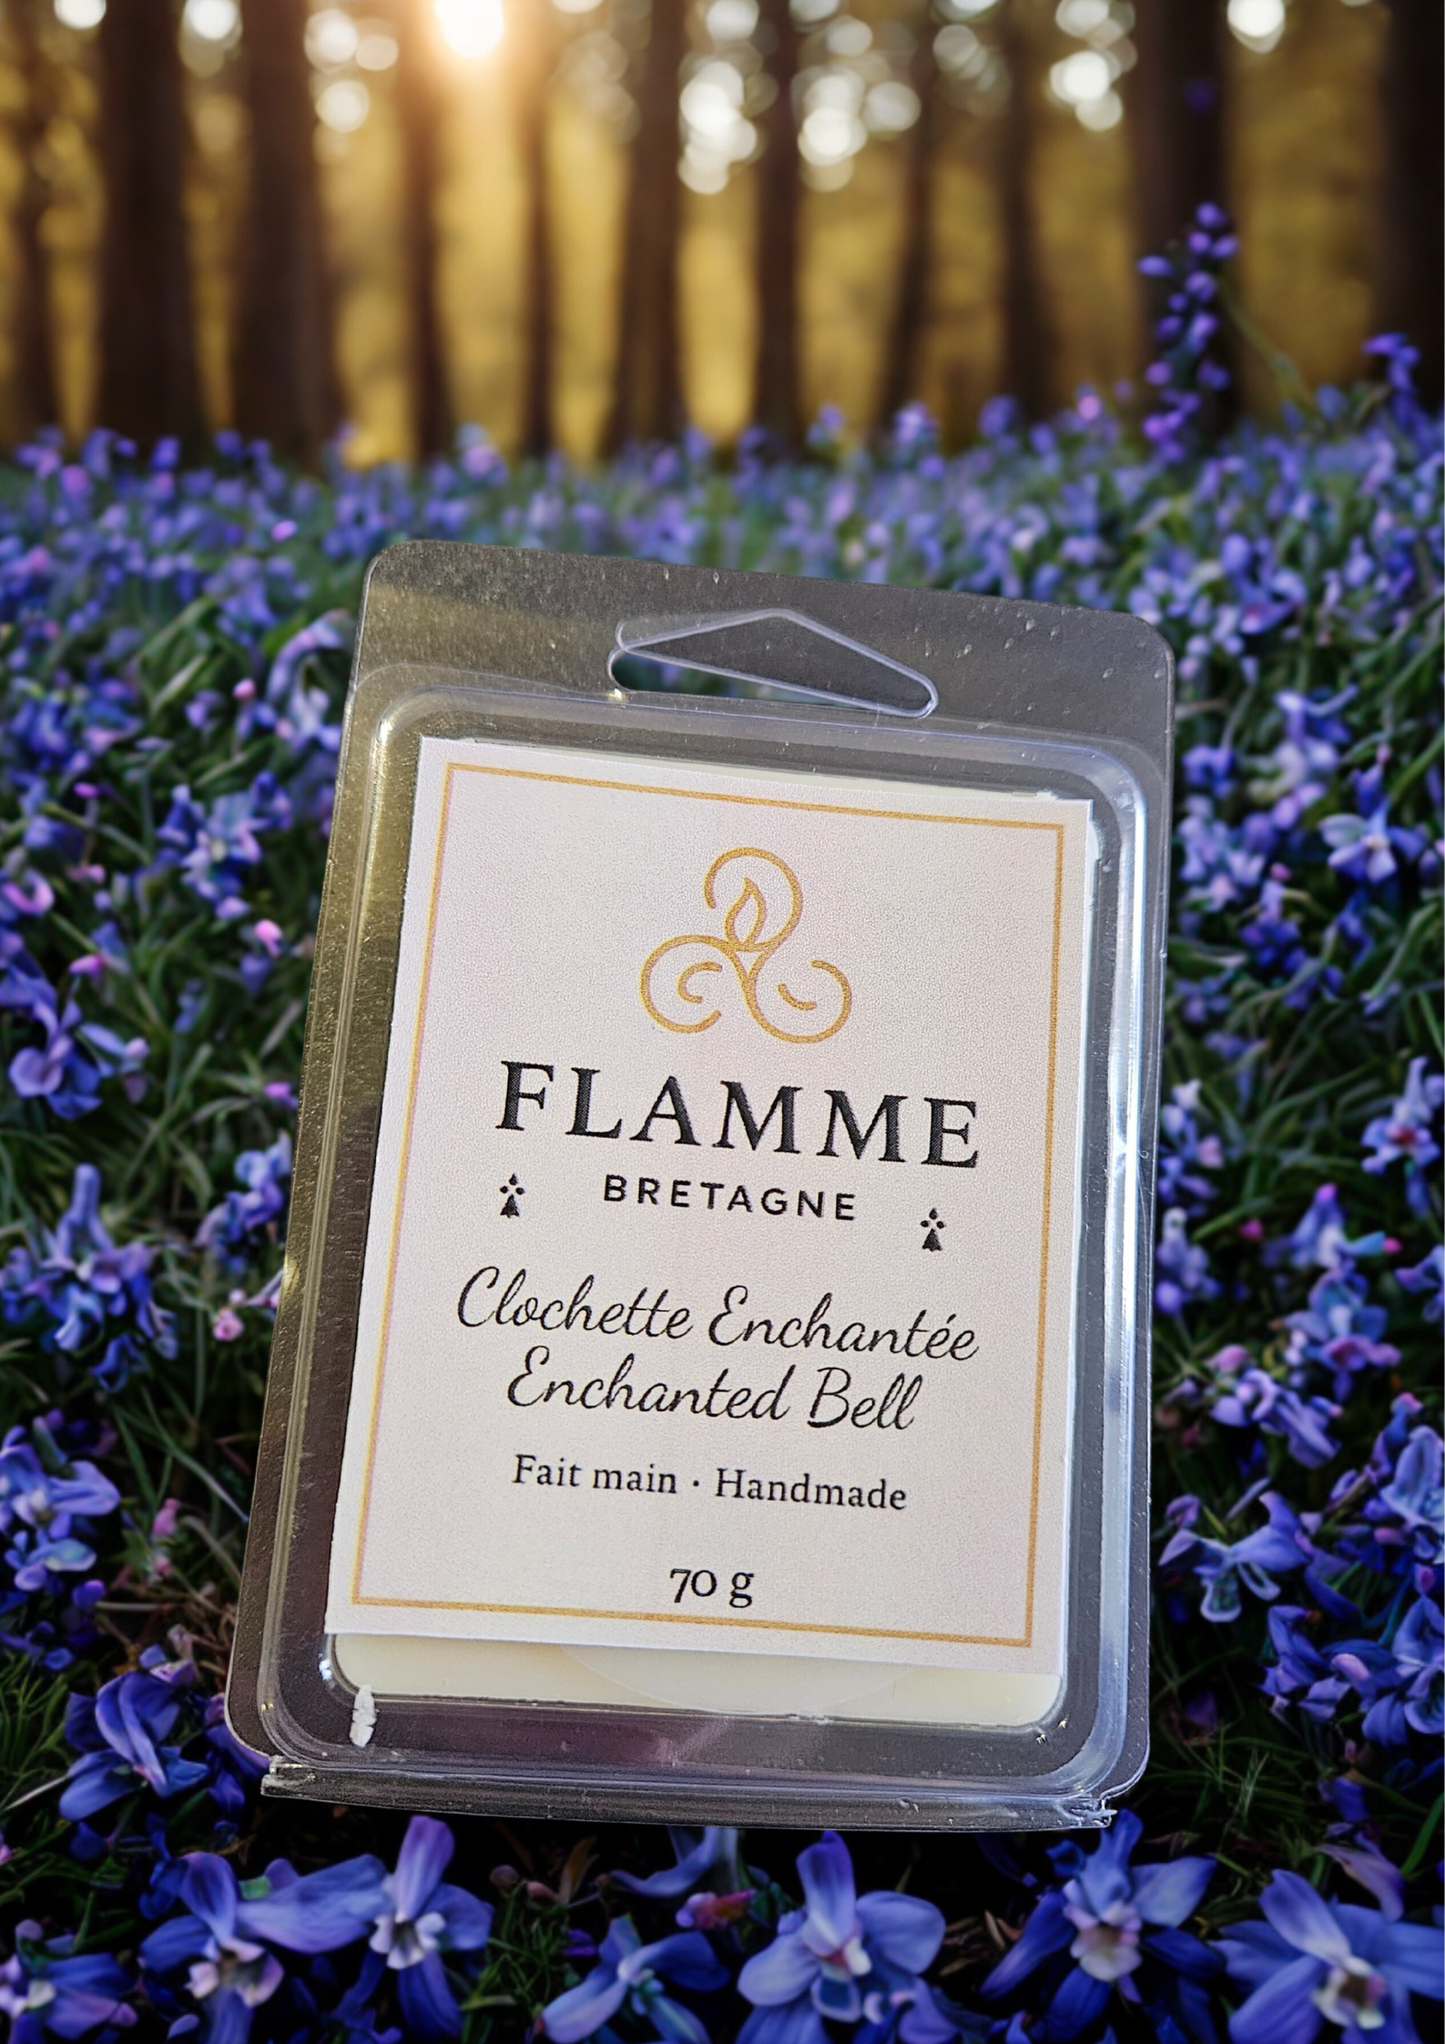 FLAMME
BRETAGNE
Clochette Enchantée
Enchanted Bell
Fait main · Handmade
70 g